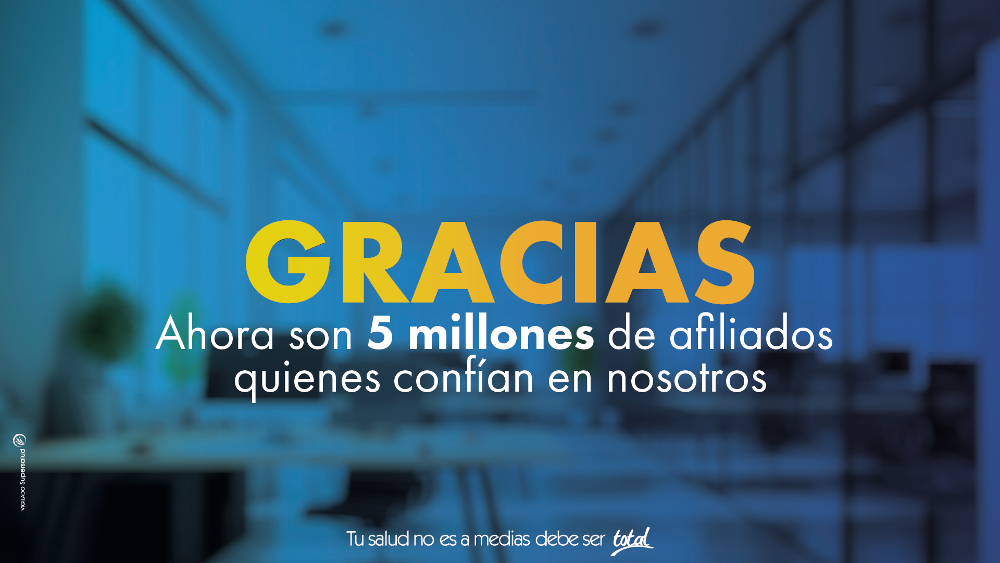 GRACIAS
Ahora son 5 millones de afiliados
quienes confían en nosotros
VIGILADO Supersalud
Tu salud no es a medias debe ser total